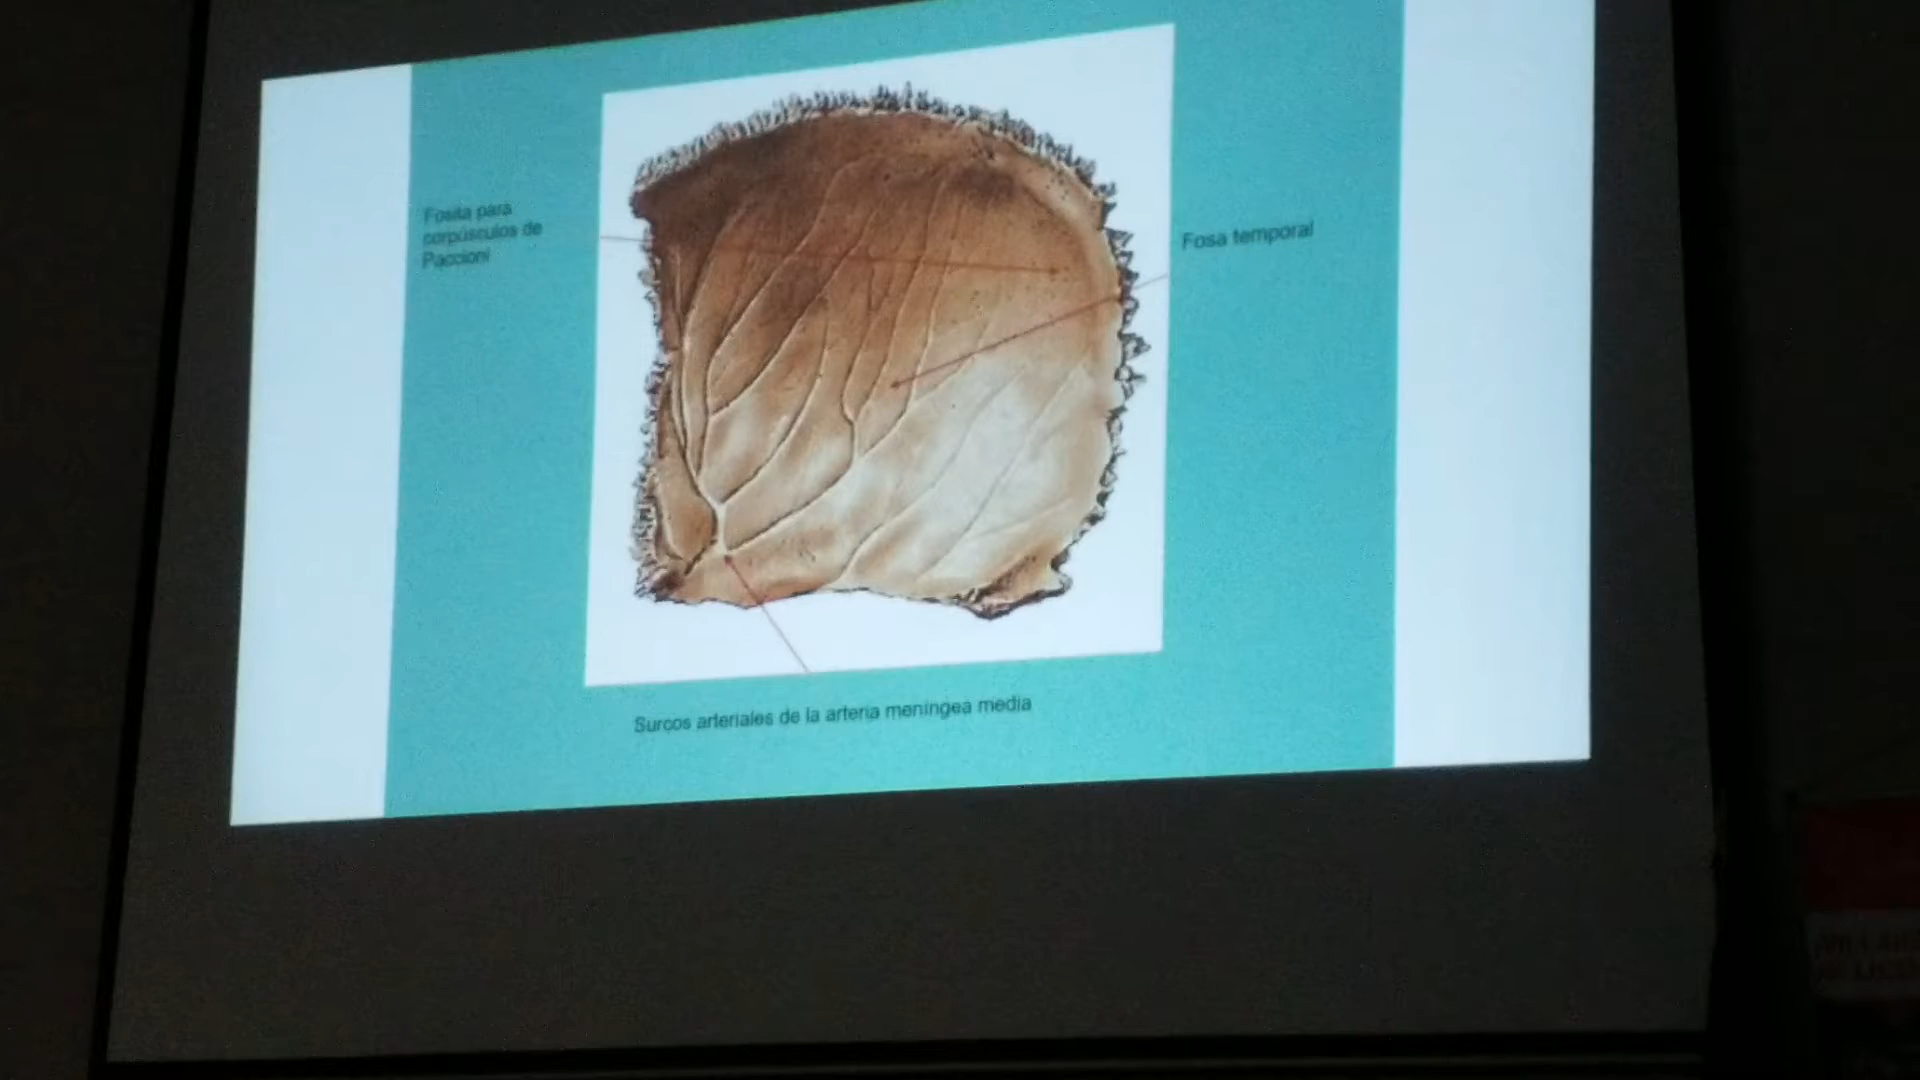 Fosita para
corpúsculos de
Paccioni
Fosa temporal
Surcos arteriales de la arteria meníngea media